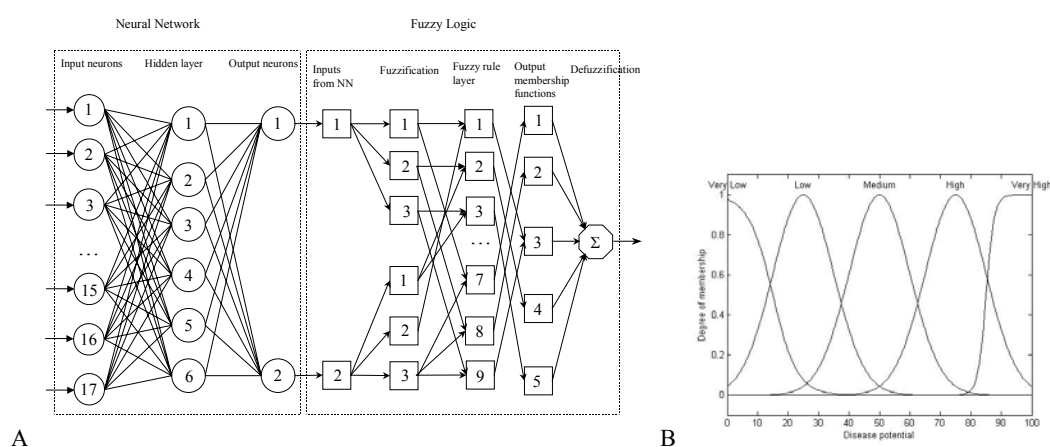 Neural Network
Fuzzy Logic
Input neurons
Hidden layer
Output neurons
Inputs
from NN
Fuzzification
Fuzzy rule
layer
Output
membership
functions
Defuzzification
1
2
3
...
15
16
17
1
2
3
4
5
6
1
2
1
2
1
2
3
1
2
3
1
2
3
...
7
8
9
1
2
3
4
5
Σ
A
Very Low
Low
Medium
High
Very High
Degree of membership
1
0.8
0.6
0.4
0.2
0
0 10 20 30 40 50 60 70 80 90 100
Disease potential
B